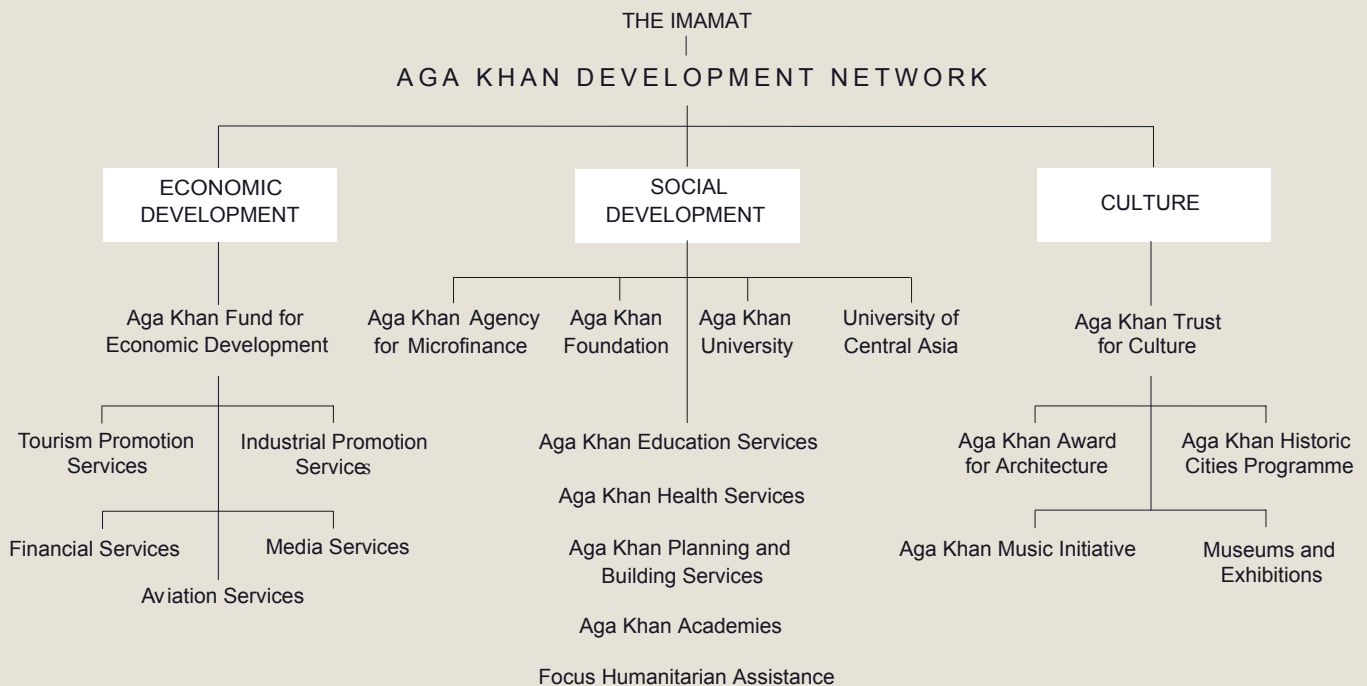 THE IMAMAT
AGA KHAN DEVELOPMENT NETWORK
ECONOMIC
DEVELOPMENT
SOCIAL
DEVELOPMENT
CULTURE
Aga Khan Fund for
Economic Development
Aga Khan Agency
for Microfinance
Aga Khan
Foundation
Aga Khan
University
University of
Central Asia
Aga Khan Trust
for Culture
Tourism Promotion
Services
Industrial Promotion
Services
Financial Services
Media Services
Aviation Services
Aga Khan Education Services
Aga Khan Health Services
Aga Khan Planning and
Building Services
Aga Khan Academies
Focus Humanitarian Assistance
Aga Khan Award
for Architecture
Aga Khan Historic
Cities Programme
Aga Khan Music Initiative
Museums and
Exhibitions